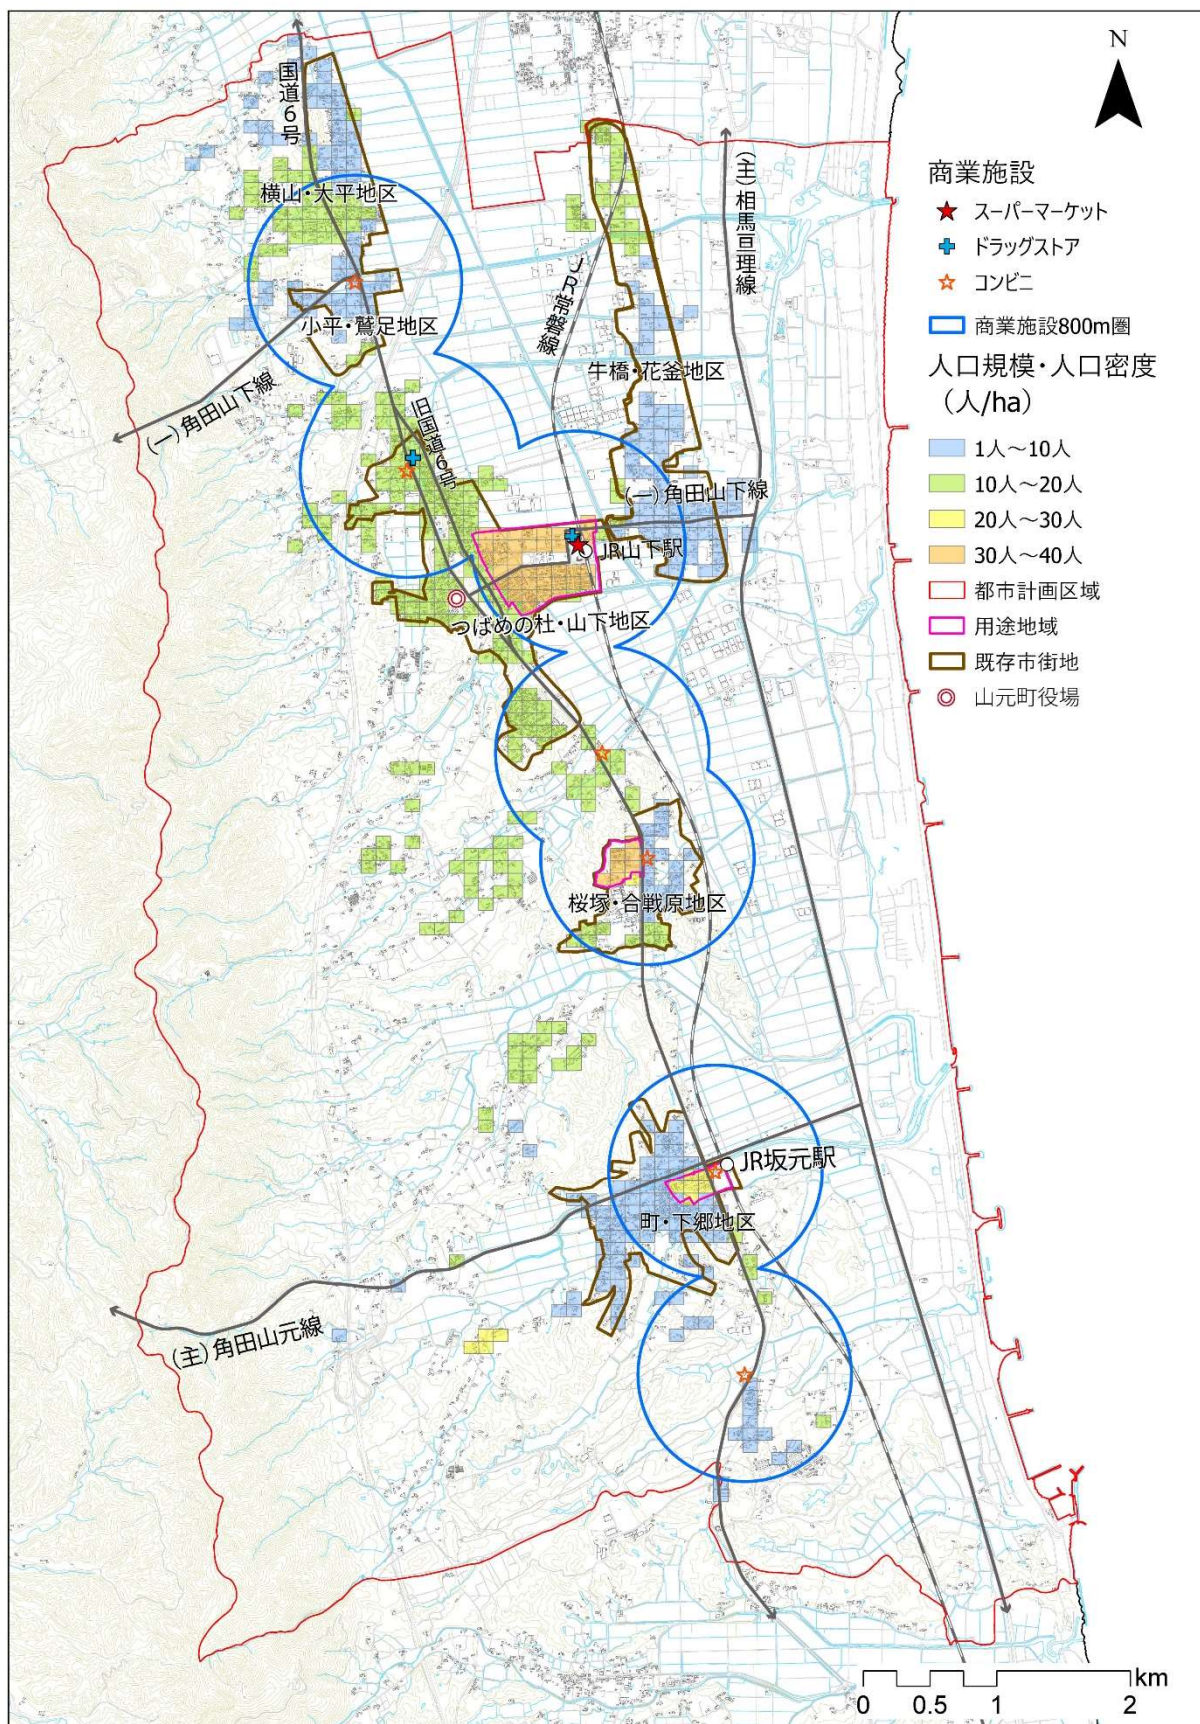 N
商業施設
スーパーマーケット
ドラッグストア
コンビニ
商業施設800m圏
人口規模・人口密度
（人/ha）
1人～10人
10人～20人
20人～30人
30人～40人
都市計画区域
用途地域
既存市街地
山元町役場
国道6号
横山・大平地区
(主)相馬亘理線
JR常磐線
小平・鷲足地区
牛橋・花釜地区
(一)角田山下線
旧国道6号
(一)角田山下線
JR山下駅
つばめの杜・山下地区
桜塚・合戦原地区
JR坂元駅
町・下郷地区
(主)角田山元線
km
0 0.5 1 2